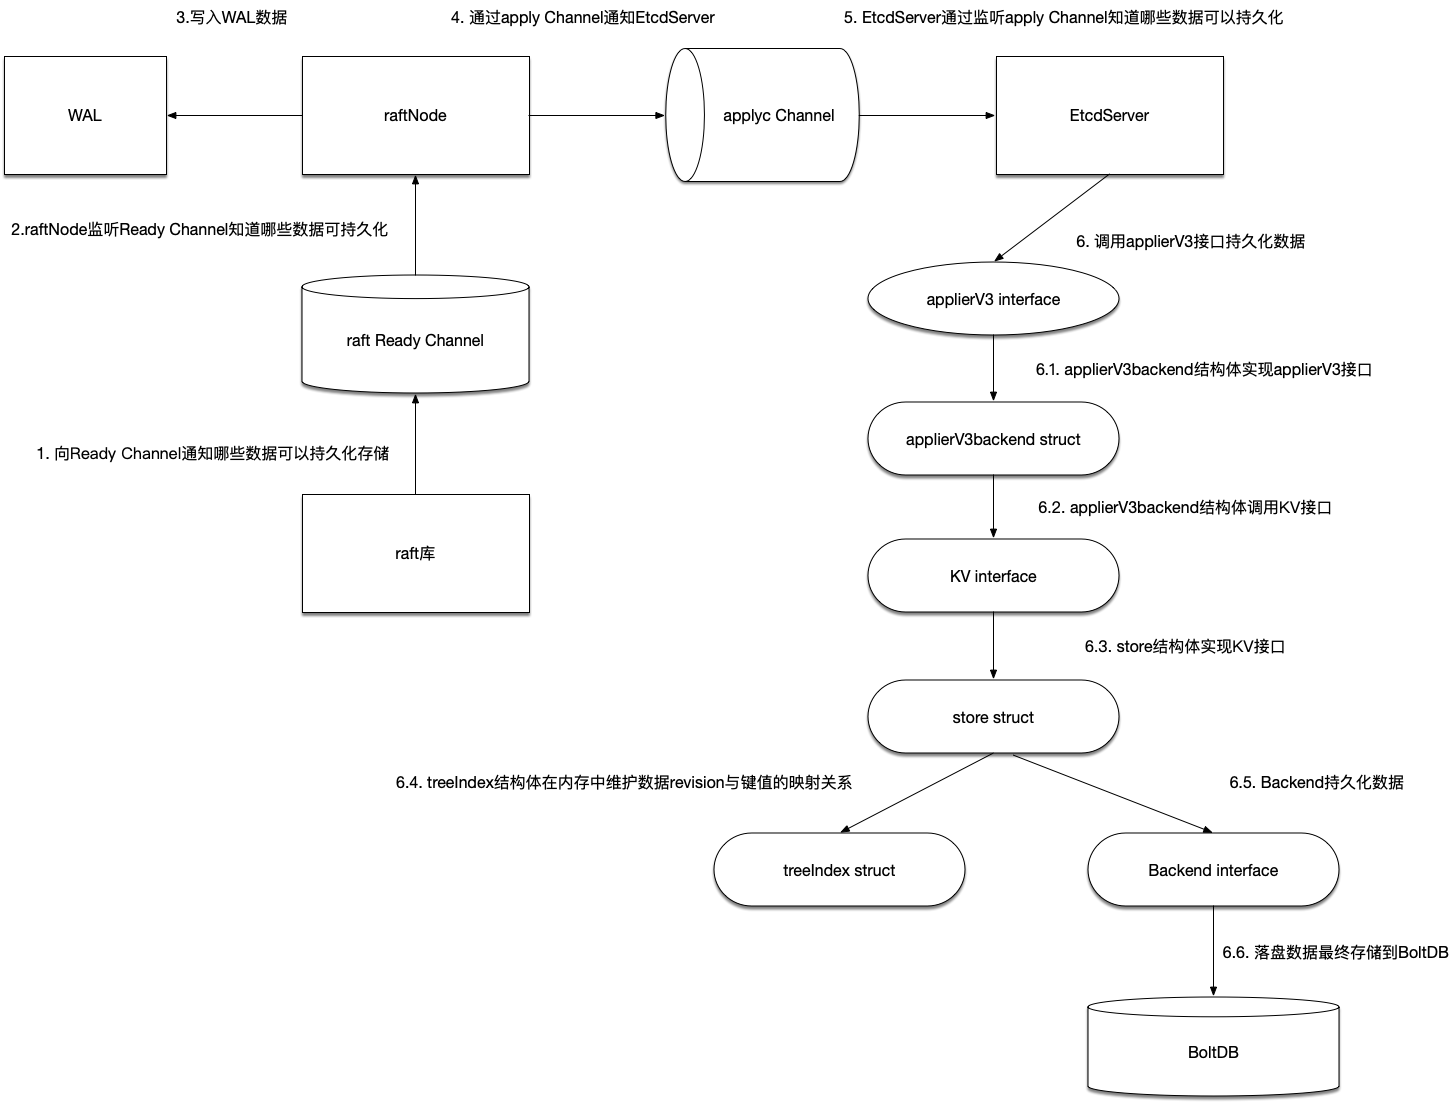 3.写入WAL数据
4. 通过apply Channel通知EtcdServer
5. EtcdServer通过监听apply Channel知道哪些数据可以持久化
WAL
raftNode
applyc Channel
EtcdServer
2.raftNode监听Ready Channel知道哪些数据可持久化
6. 调用applierV3接口持久化数据
applierV3 interface
raft Ready Channel
6.1. applierV3backend结构体实现applierV3接口
applierV3backend struct
1. 向Ready Channel通知哪些数据可以持久化存储
6.2. applierV3backend结构体调用KV接口
raft库
KV interface
6.3. store结构体实现KV接口
store struct
6.4. treeIndex结构体在内存中维护数据revision与键值的映射关系
6.5. Backend持久化数据
treeIndex struct
Backend interface
6.6. 落盘数据最终存储到BoltDB
BoltDB